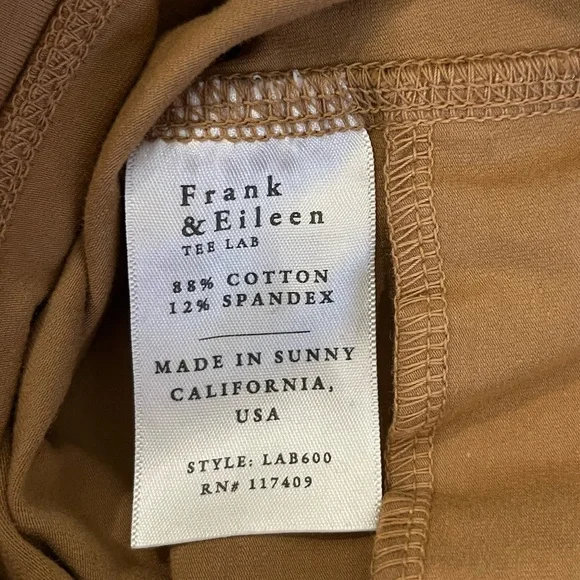 Frank
& Eileen
TEE LAB
88% COTTON
12% SPANDEX
MADE IN SUNNY
CALIFORNIA,
USA
STYLE: LAB600
RN# 117409